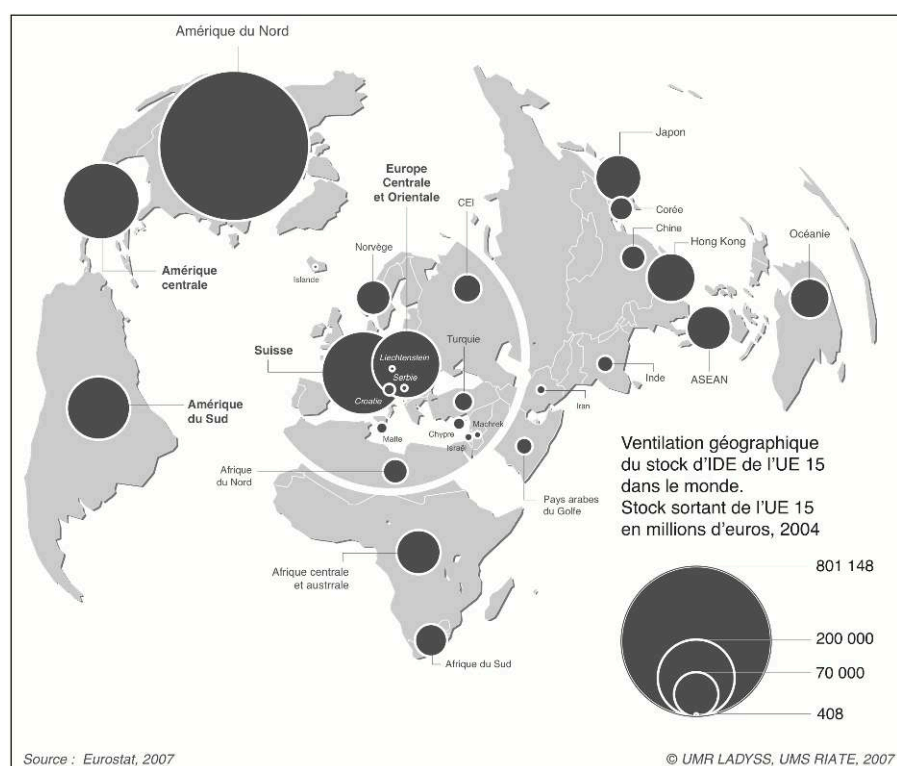 Amérique du Nord
Japon
Europe
Centrale
et Orientale
CEI
Corée
Chine
Hong Kong
Océanie
Norvège
Islande
Amérique
centrale
Suisse
Liechtenstein
Serbie
Croatie
Turquie
Inde
ASEAN
Iran
Amérique
du Sud
Malte
Chypre
Machrek
Israël
Afrique
du Nord
Pays arabes
du Golfe
Ventilation géographique
du stock d'IDE de l'UE 15
dans le monde.
Stock sortant de l'UE 15
en millions d'euros, 2004
801 148
200 000
70 000
408
Afrique centrale
et austrrale
Afrique du Sud
Source : Eurostat, 2007
© UMR LADYSS, UMS RIATE, 2007